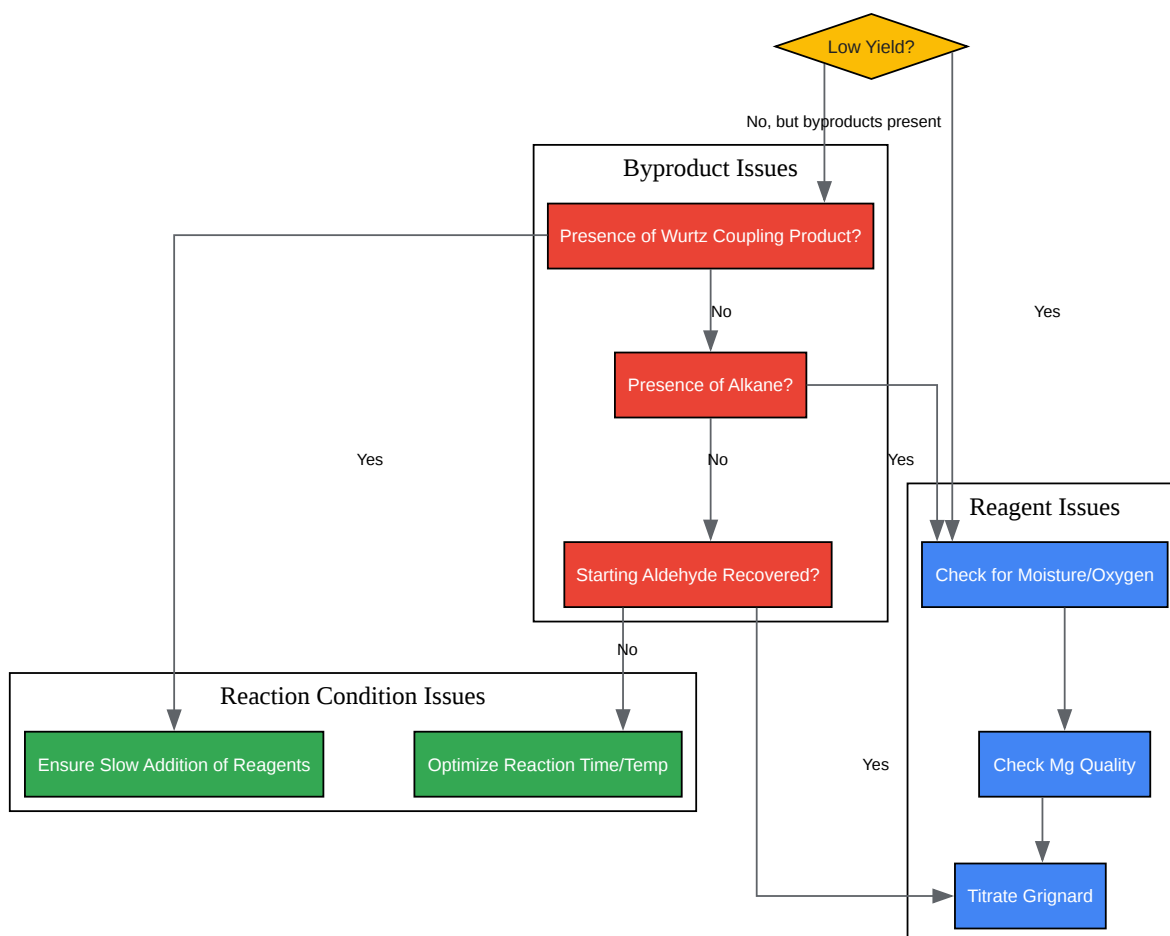 Low Yield?
No, but byproducts present
Byproduct Issues
Presence of Wurtz Coupling Product?
No
Yes
Presence of Alkane?
Yes
No
Yes
Reagent Issues
Starting Aldehyde Recovered?
Check for Moisture/Oxygen
No
Reaction Condition Issues
Ensure Slow Addition of Reagents
Optimize Reaction Time/Temp
Yes
Check Mg Quality
Titrate Grignard